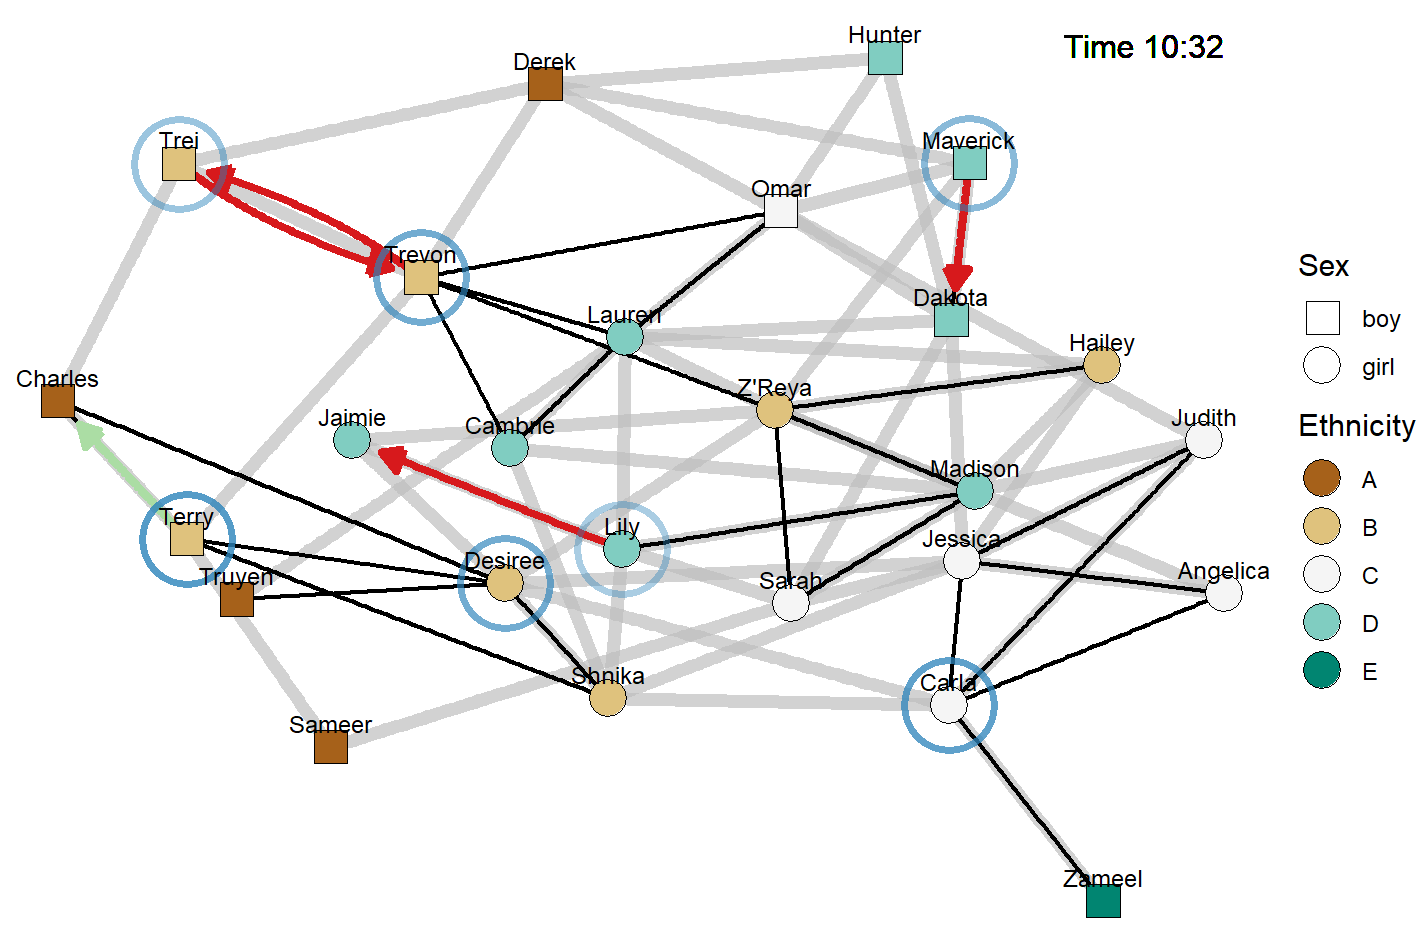 Hunter
Time 10:32
Derek
Trei
Maverick
Omar
Trevon
Sex
Dakota
boy
Lauren
Hailey
girl
Charles
Z'Reya
Jaimie
Cambrie
Judith
Ethnicity
Madison
A
Terry
Lily
B
Jessica
Desiree
Truyen
Sarah
Angelica
C
D
Shnika
Carla
E
Sameer
Zameel